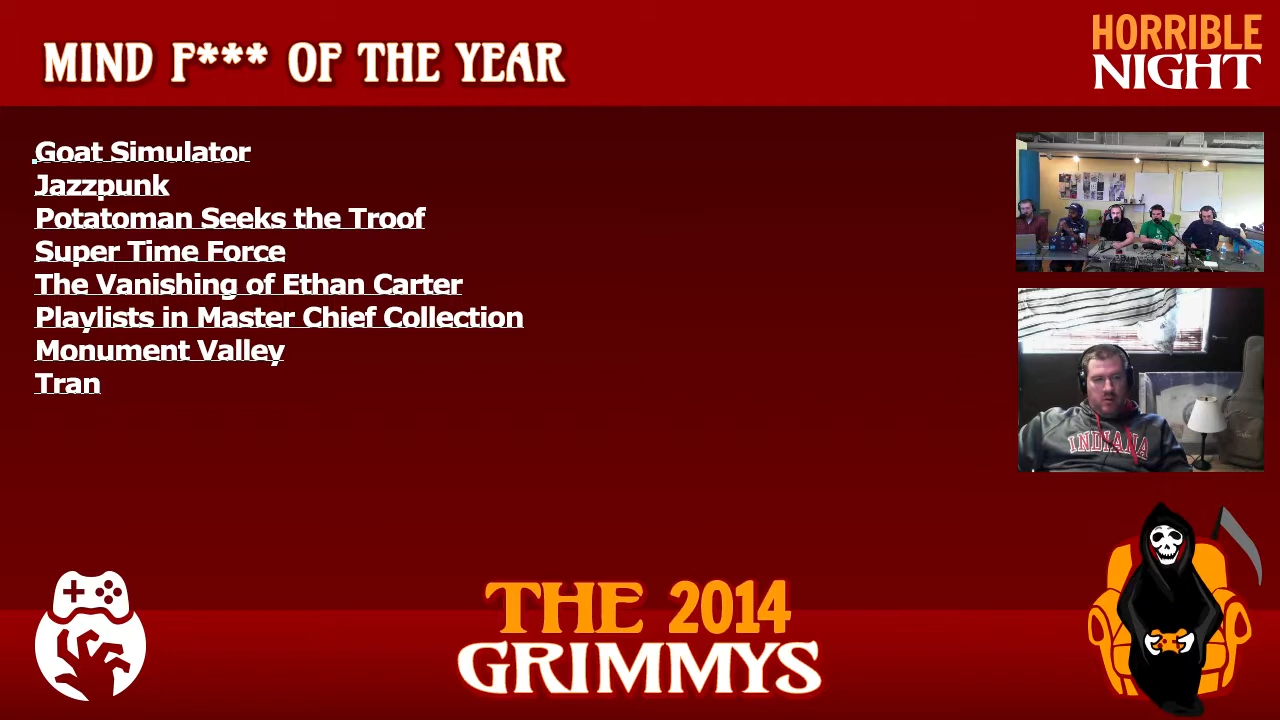 MIND F*** OF THE YEAR
HORRIBLE
NIGHT
Goat Simulator
Jazzpunk
Potatoman Seeks the Troof
Super Time Force
The Vanishing of Ethan Carter
Playlists in Master Chief Collection
Monument Valley
Tran
INDIANA
THE 2014
GRIMMYS